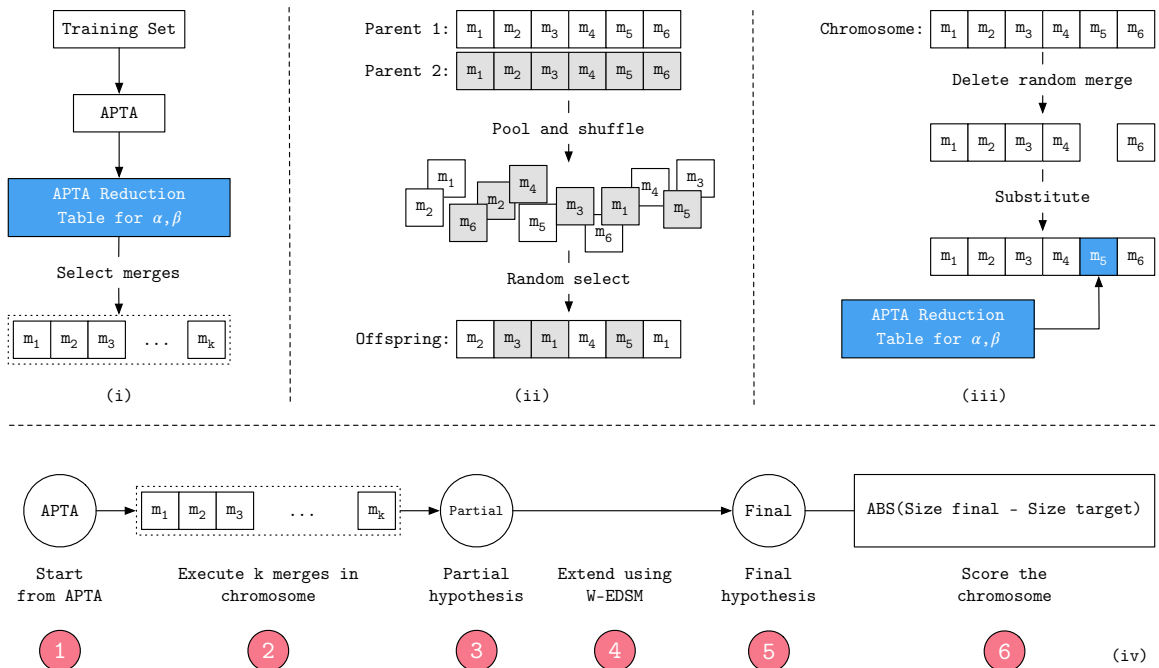 Training Set
APTA
APTA Reduction
Table for α,β
Select merges
m1 m2 m3 ... mk
(i)
Parent 1: m1 m2 m3 m4 m5 m6
Parent 2: m1 m2 m3 m4 m5 m6
Pool and shuffle
m1 m4 m3
m2 m2 m3 m1 m4 m5
m6 m5 m6
Random select
Offspring: m2 m3 m1 m4 m5 m1
(ii)
Chromosome: m1 m2 m3 m4 m5 m6
Delete random merge
m1 m2 m3 m4 m6
Substitute
m1 m2 m3 m4 m5 m6
APTA Reduction
Table for α,β
(iii)
APTA m1 m2 m3 ... mk Partial Final ABS(Size final - Size target)
Start
from APTA
Execute k merges in
chromosome
Partial
hypothesis
Extend using
W-EDSM
Final
hypothesis
Score the
chromosome
1 2 3 4 5 6
(iv)